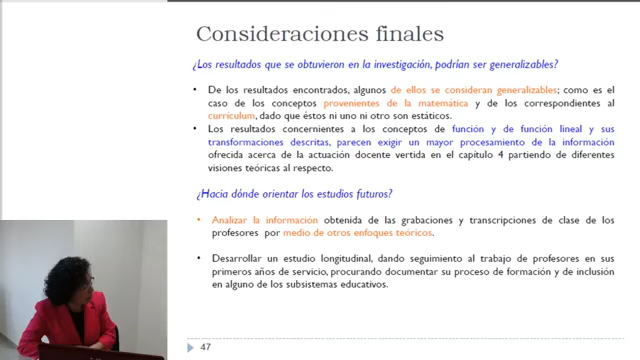 Consideraciones finales
¿Los resultados que se obtuvieron en la investigación, podrían ser generalizables?
• De los resultados encontrados, algunos de ellos se consideran generalizables; como es el
caso de los conceptos provenientes de la matemática y de los correspondientes al
currículum, dado que éstos ni uno ni otro son estáticos.
• Los resultados concernientes a los conceptos de función y de función lineal y sus
transformaciones descritas, parecen exigir un mayor procesamiento de la información
ofrecida acerca de la actuación docente vertida en el capítulo 4 partiendo de diferentes
visiones teóricas al respecto.
¿Hacia dónde orientar los estudios futuros?
• Analizar la información obtenida de las grabaciones y transcripciones de clase de los
profesores por medio de otros enfoques teóricos.
• Desarrollar un estudio longitudinal, dando seguimiento al trabajo de profesores en sus
primeros años de servicio, procurando documentar su proceso de formación y de inclusión
en alguno de los subsistemas educativos.
47